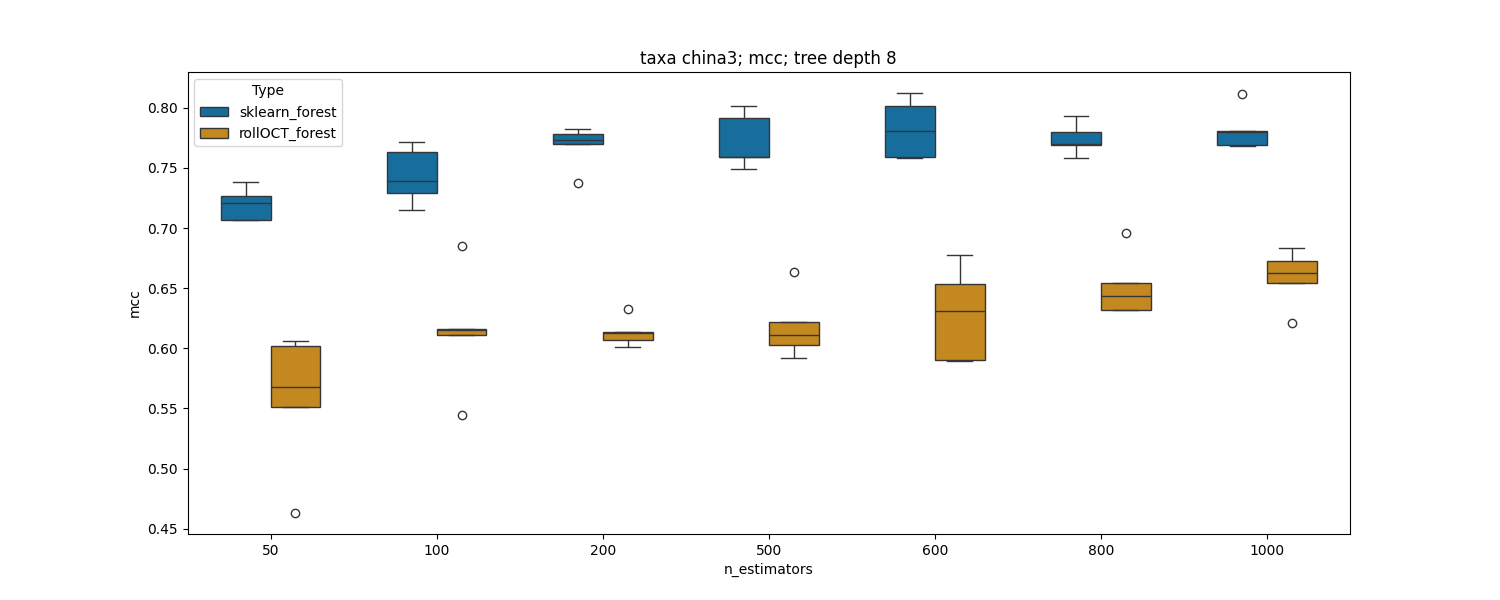 taxa china3; mcc; tree depth 8
Type
sklearn_forest
rollOCT_forest
mcc
0.80
0.75
0.70
0.65
0.60
0.55
0.50
0.45
50 100 200 500 600 800 1000
n_estimators